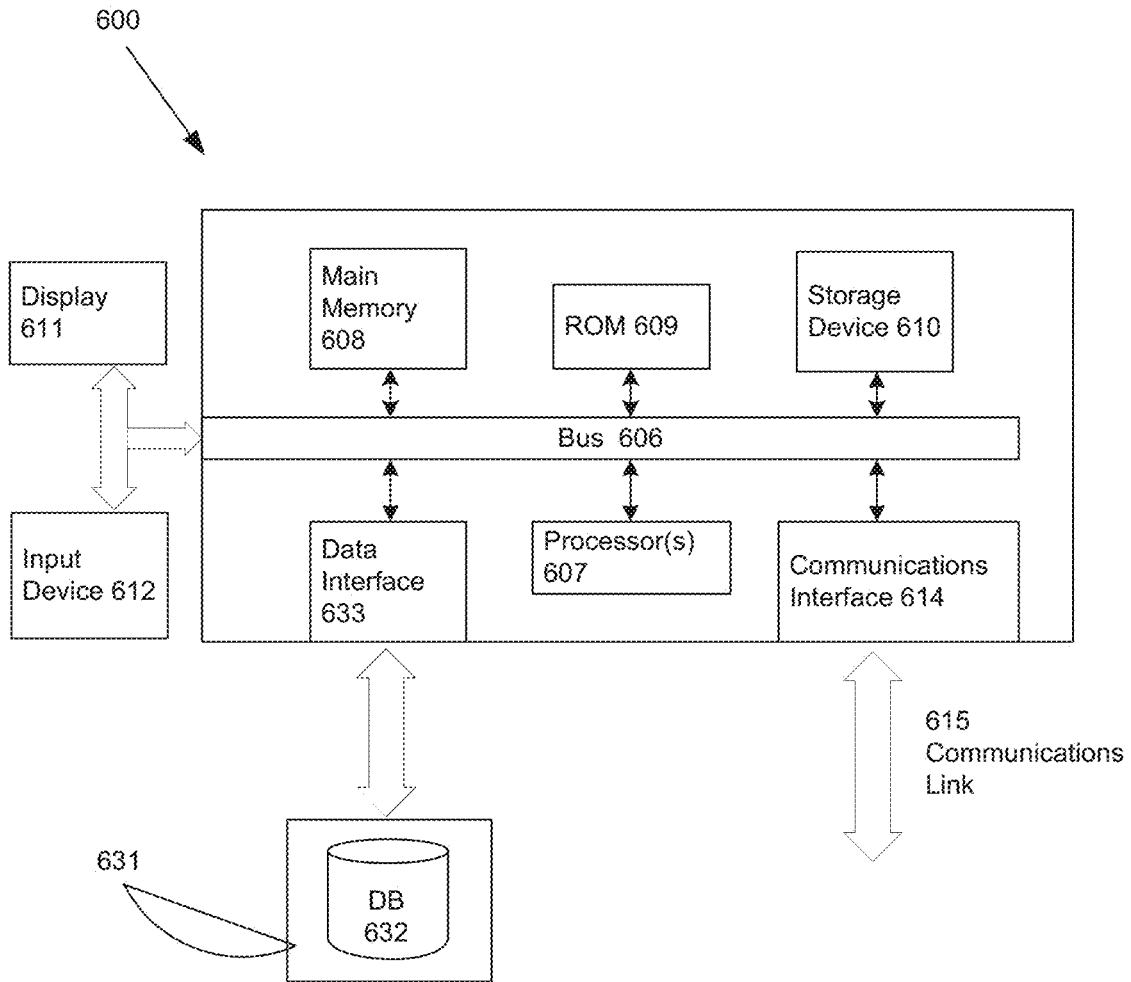 600
Display
611
Main
Memory
608
ROM 609
Storage
Device 610
Bus 606
Input
Device 612
Data
Interface
633
Processor(s)
607
Communications
Interface 614
615
Communications
Link
631
DB
632